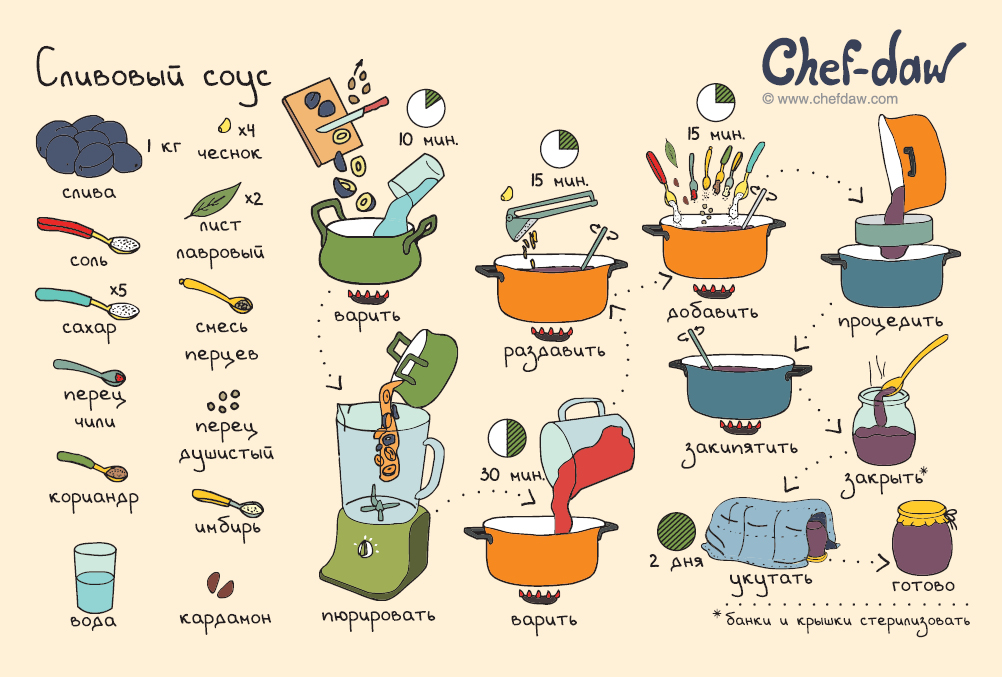 Сливовый соус
Chef-daw
© www.chefdaw.com
1 кг
слива
x4
чеснок
соль
x2
лист
лавровый
x5
сахар
смесь
перцев
перец
чили
перец
душистый
кориандр
имбирь
вода
кардамон
10 мин.
варить
пюрировать
30 мин.
варить
15 мин.
раздавить
15 мин.
добавить
процедить
закипятить
закрыть*
2 дня
укутать
готово
* банки и крышки стерилизовать